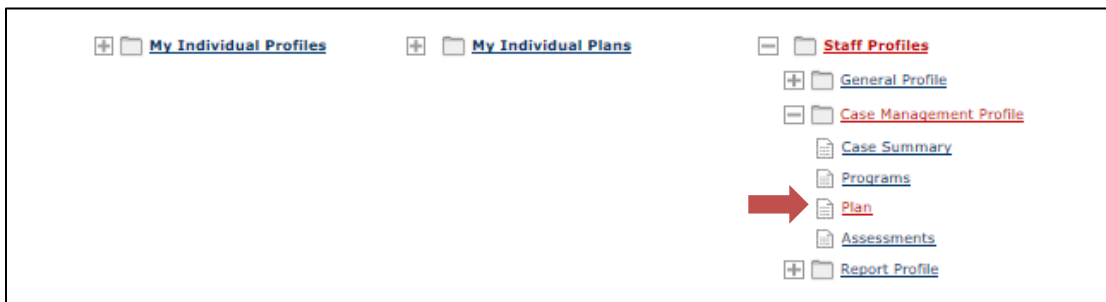 My Individual Profiles
My Individual Plans
Staff Profiles
General Profile
Case Management Profile
Case Summary
Programs
Plan
Assessments
Report Profile